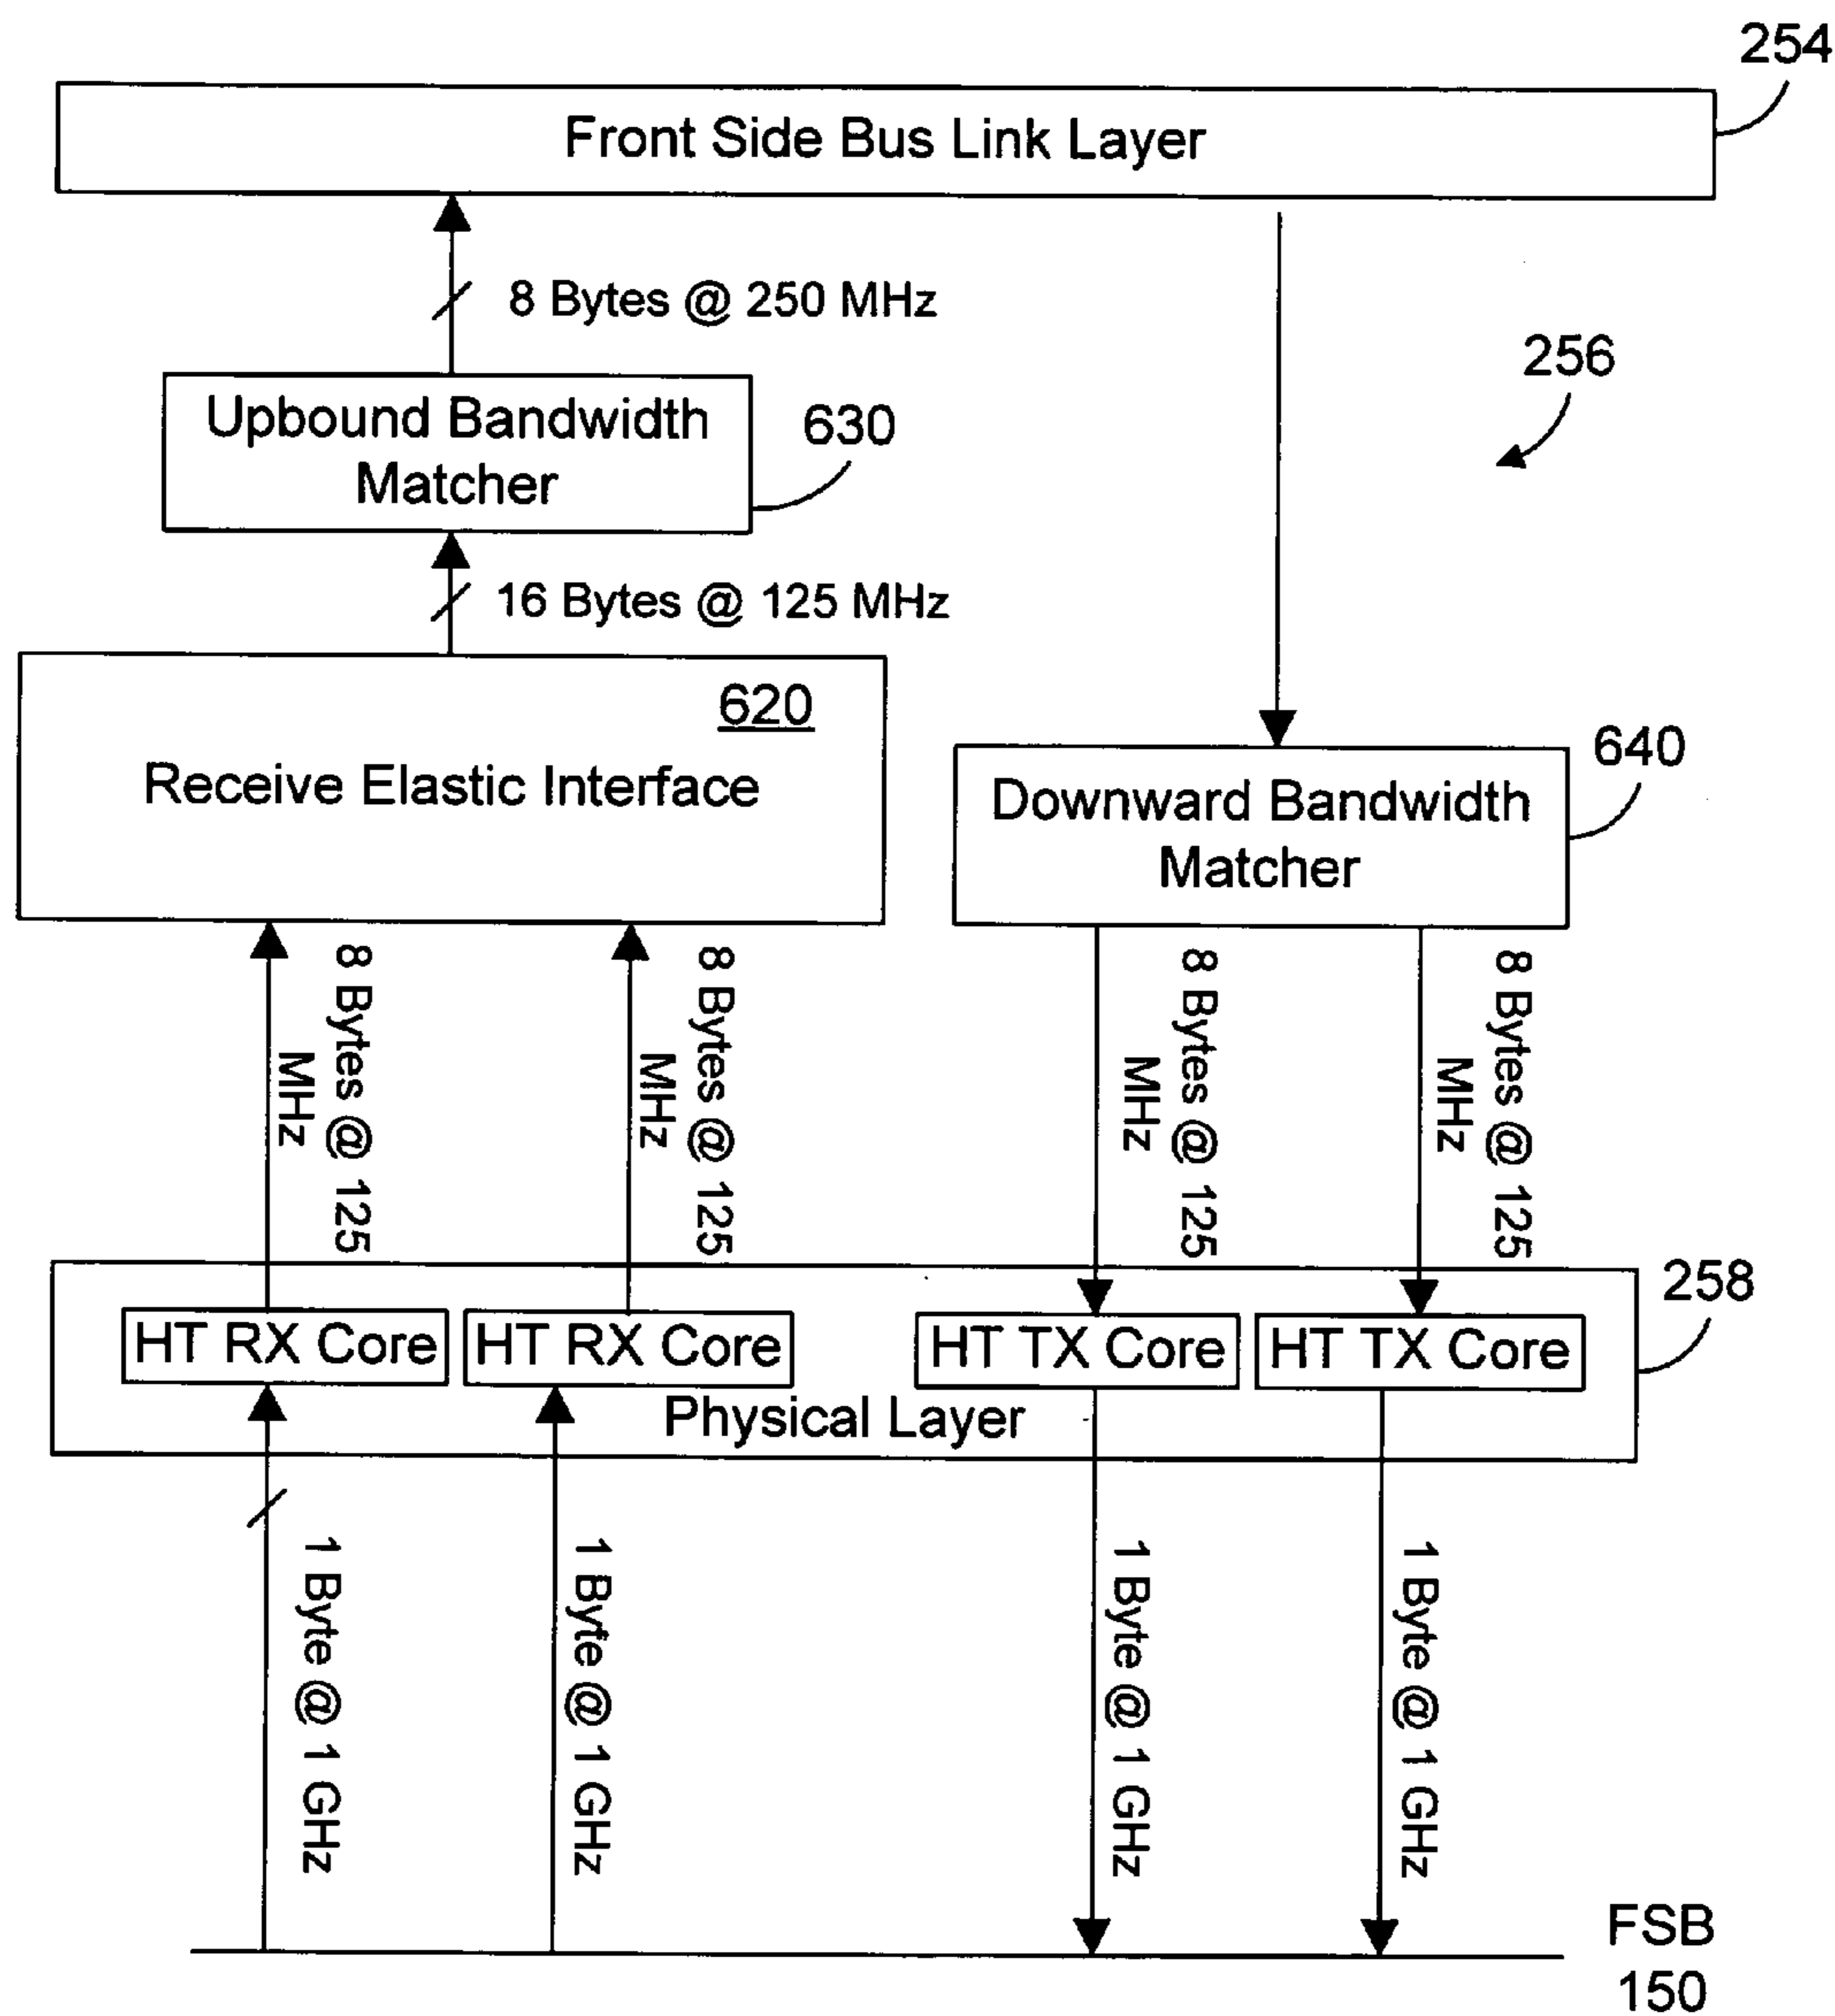 254
Front Side Bus Link Layer
8 Bytes @ 250 MHz
256
Upbound Bandwidth
Matcher
630
16 Bytes @ 125 MHz
620
Receive Elastic Interface
640
Downward Bandwidth
Matcher
8 Bytes @ 125
MHz
8 Bytes @ 125
MHz
8 Bytes @ 125
MHz
8 Bytes @ 125
MHz
258
HT RX Core
HT RX Core
HT TX Core
HT TX Core
Physical Layer
1 Byte @ 1 GHz
1 Byte @ 1 GHz
1 Byte @ 1 GHz
1 Byte @ 1 GHz
FSB
150